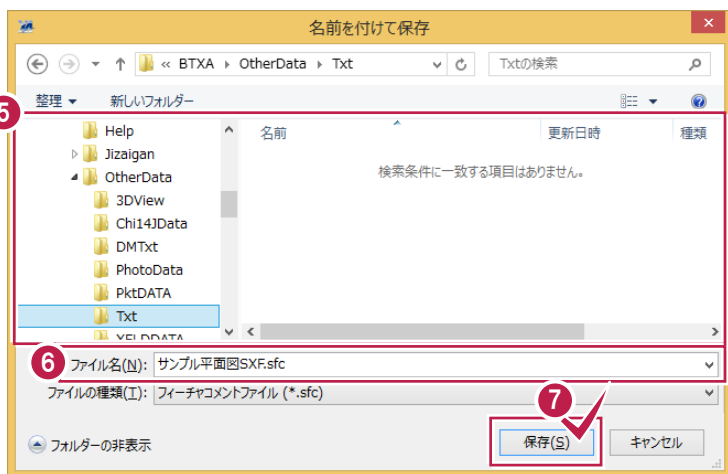 名前を付けて保存
« BTXA OtherData Txt Txtの検索
整理 新しいフォルダー
5
Help 名前 更新日時 種類
Jizaigan
検索条件に一致する項目はありません。
OtherData
3DView
Chi14JData
DMTxt
PhotoData
PktDATA
Txt
XFLDDATA
6 ファイル名(N): サンプル平面図SXF.sfc
ファイルの種類(T): フィーチャコメントファイル (*.sfc)
7
フォルダーの非表示 保存(S) キャンセル